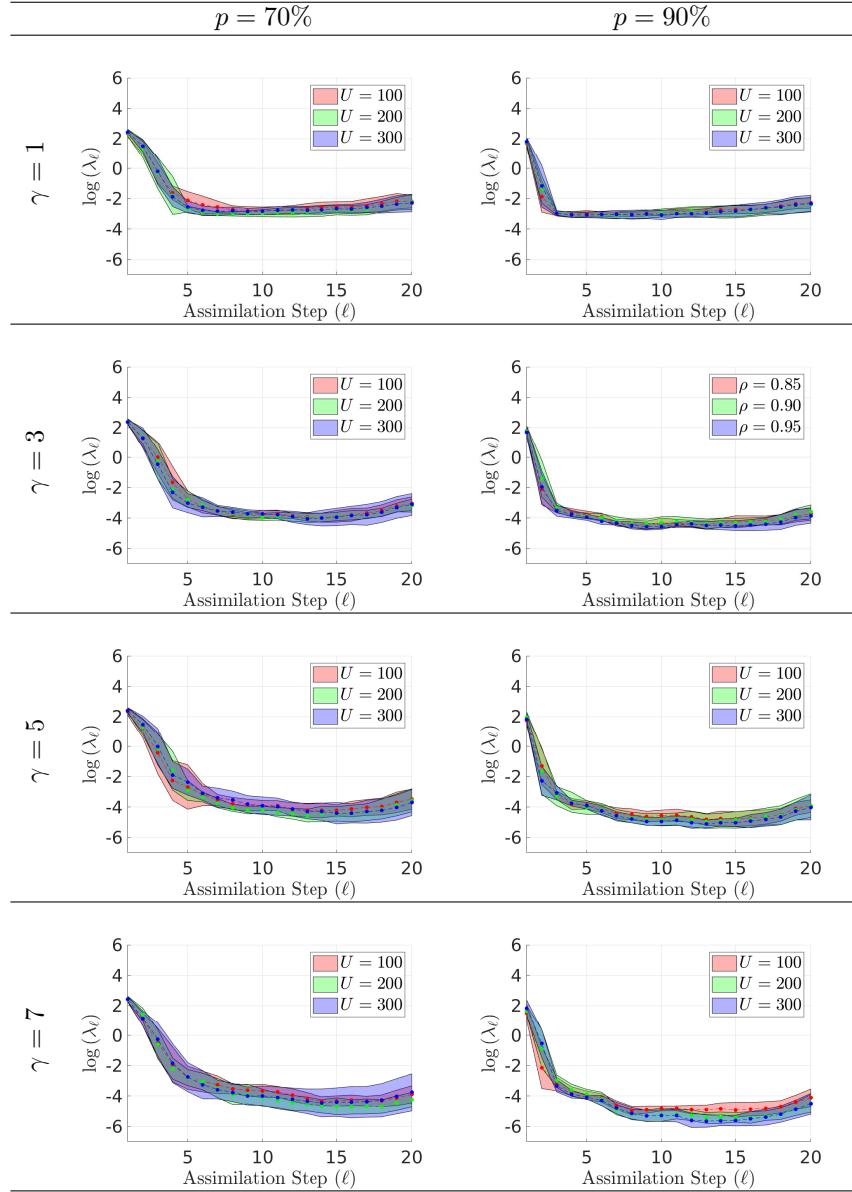 p = 70% p = 90%
γ = 1
log (λℓ)
6
4
2
0
-2
-4
-6
U = 100
U = 200
U = 300
5 10 15 20
Assimilation Step (ℓ)
log (λℓ)
6
4
2
0
-2
-4
-6
U = 100
U = 200
U = 300
5 10 15 20
Assimilation Step (ℓ)
γ = 3
log (λℓ)
6
4
2
0
-2
-4
-6
U = 100
U = 200
U = 300
5 10 15 20
Assimilation Step (ℓ)
log (λℓ)
6
4
2
0
-2
-4
-6
ρ = 0.85
ρ = 0.90
ρ = 0.95
5 10 15 20
Assimilation Step (ℓ)
γ = 5
log (λℓ)
6
4
2
0
-2
-4
-6
U = 100
U = 200
U = 300
5 10 15 20
Assimilation Step (ℓ)
log (λℓ)
6
4
2
0
-2
-4
-6
U = 100
U = 200
U = 300
5 10 15 20
Assimilation Step (ℓ)
γ = 7
log (λℓ)
6
4
2
0
-2
-4
-6
U = 100
U = 200
U = 300
5 10 15 20
Assimilation Step (ℓ)
log (λℓ)
6
4
2
0
-2
-4
-6
U = 100
U = 200
U = 300
5 10 15 20
Assimilation Step (ℓ)